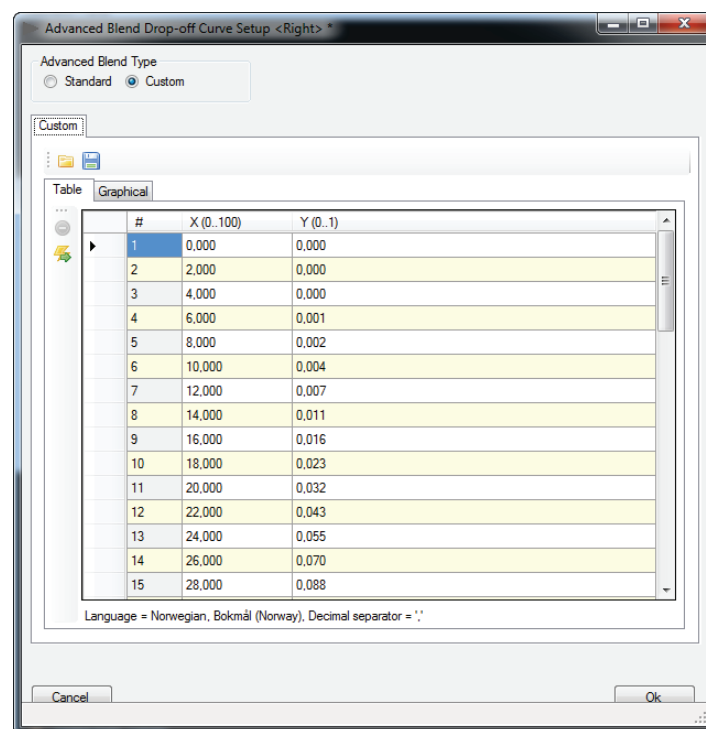 Advanced Blend Drop-off Curve Setup <Right> *
Advanced Blend Type
Standard Custom
Custom
Table Graphical
# X (0..100) Y (0..1)
1 0,000 0,000
2 2,000 0,000
3 4,000 0,000
4 6,000 0,001
5 8,000 0,002
6 10,000 0,004
7 12,000 0,007
8 14,000 0,011
9 16,000 0,016
10 18,000 0,023
11 20,000 0,032
12 22,000 0,043
13 24,000 0,055
14 26,000 0,070
15 28,000 0,088
Language = Norwegian, Bokmål (Norway), Decimal separator = ','
Cancel Ok